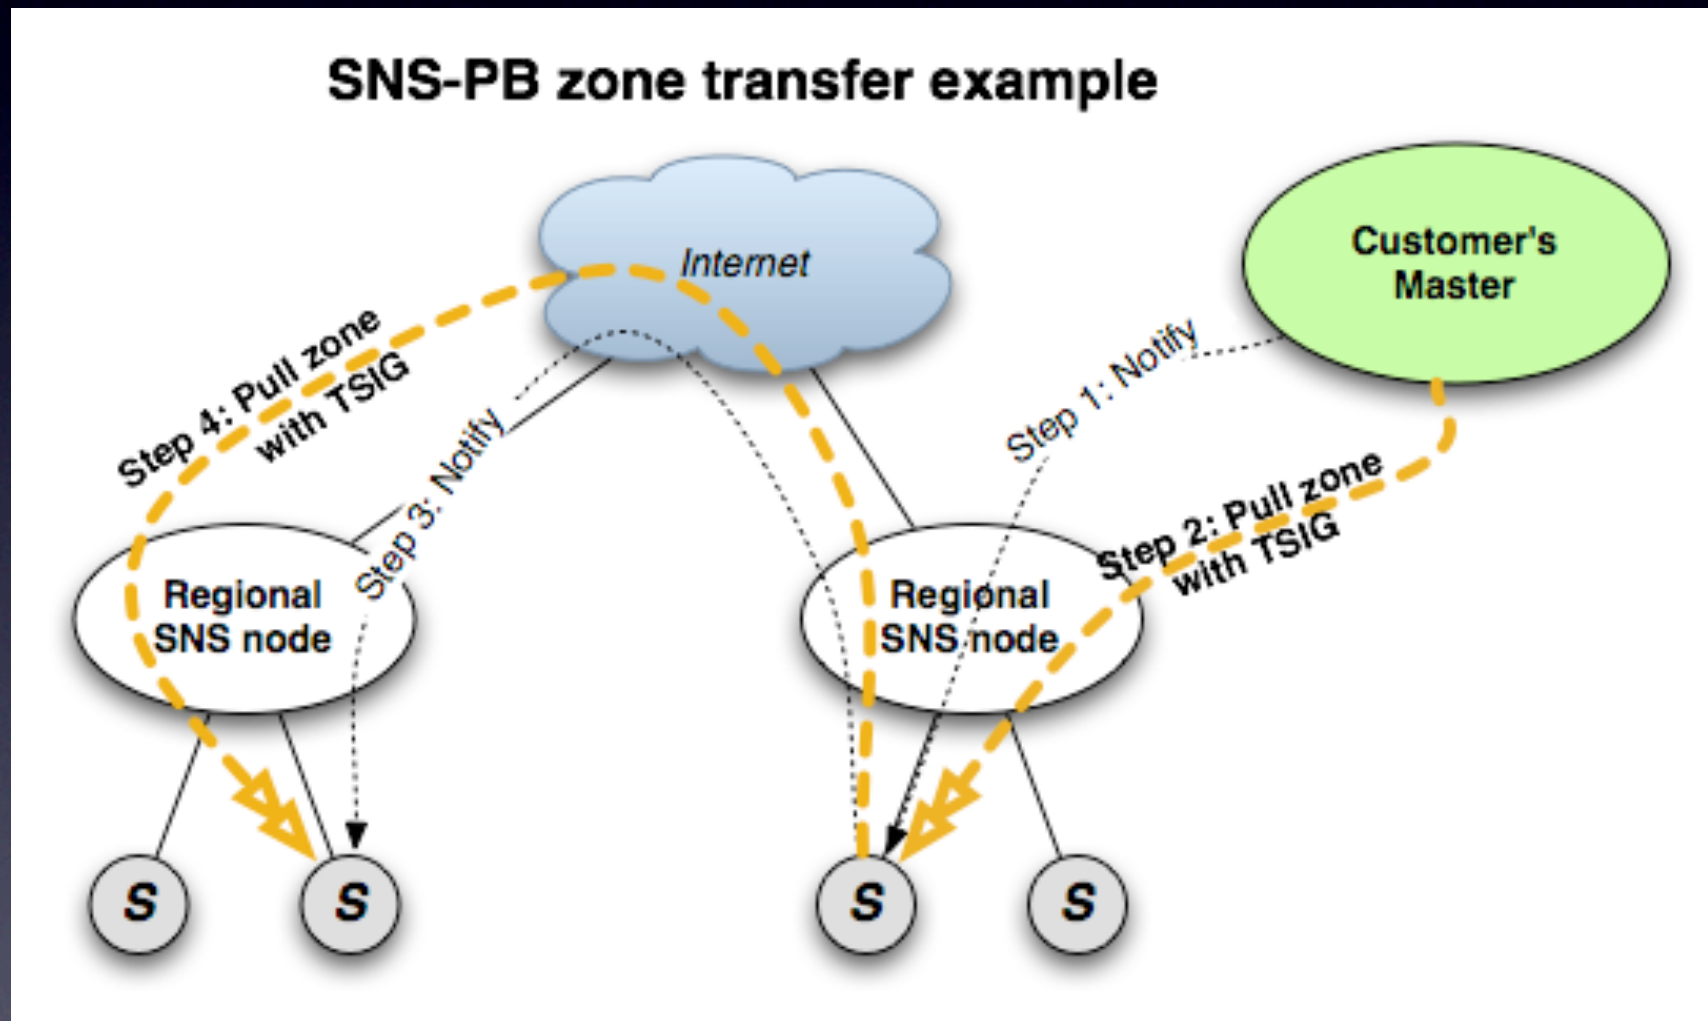 SNS-PB zone transfer example
Internet
Customer's
Master
Step 1: Notify
Step 4: Pull zone
with TSIG
Step 3: Notify
Step 2: Pull zone
with TSIG
Regional
SNS node
Regional
SNS node
S
S
S
S